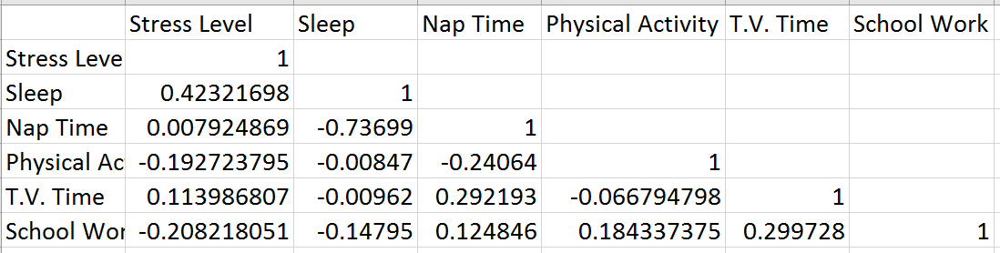 Stress Level Sleep Nap Time Physical Activity T.V. Time School Work
Stress Leve 1
Sleep 0.42321698 1
Nap Time 0.007924869 -0.73699 1
Physical Ac -0.192723795 -0.00847 -0.24064 1
T.V. Time 0.113986807 -0.00962 0.292193 -0.066794798 1
School Wor -0.208218051 -0.14795 0.124846 0.184337375 0.299728 1